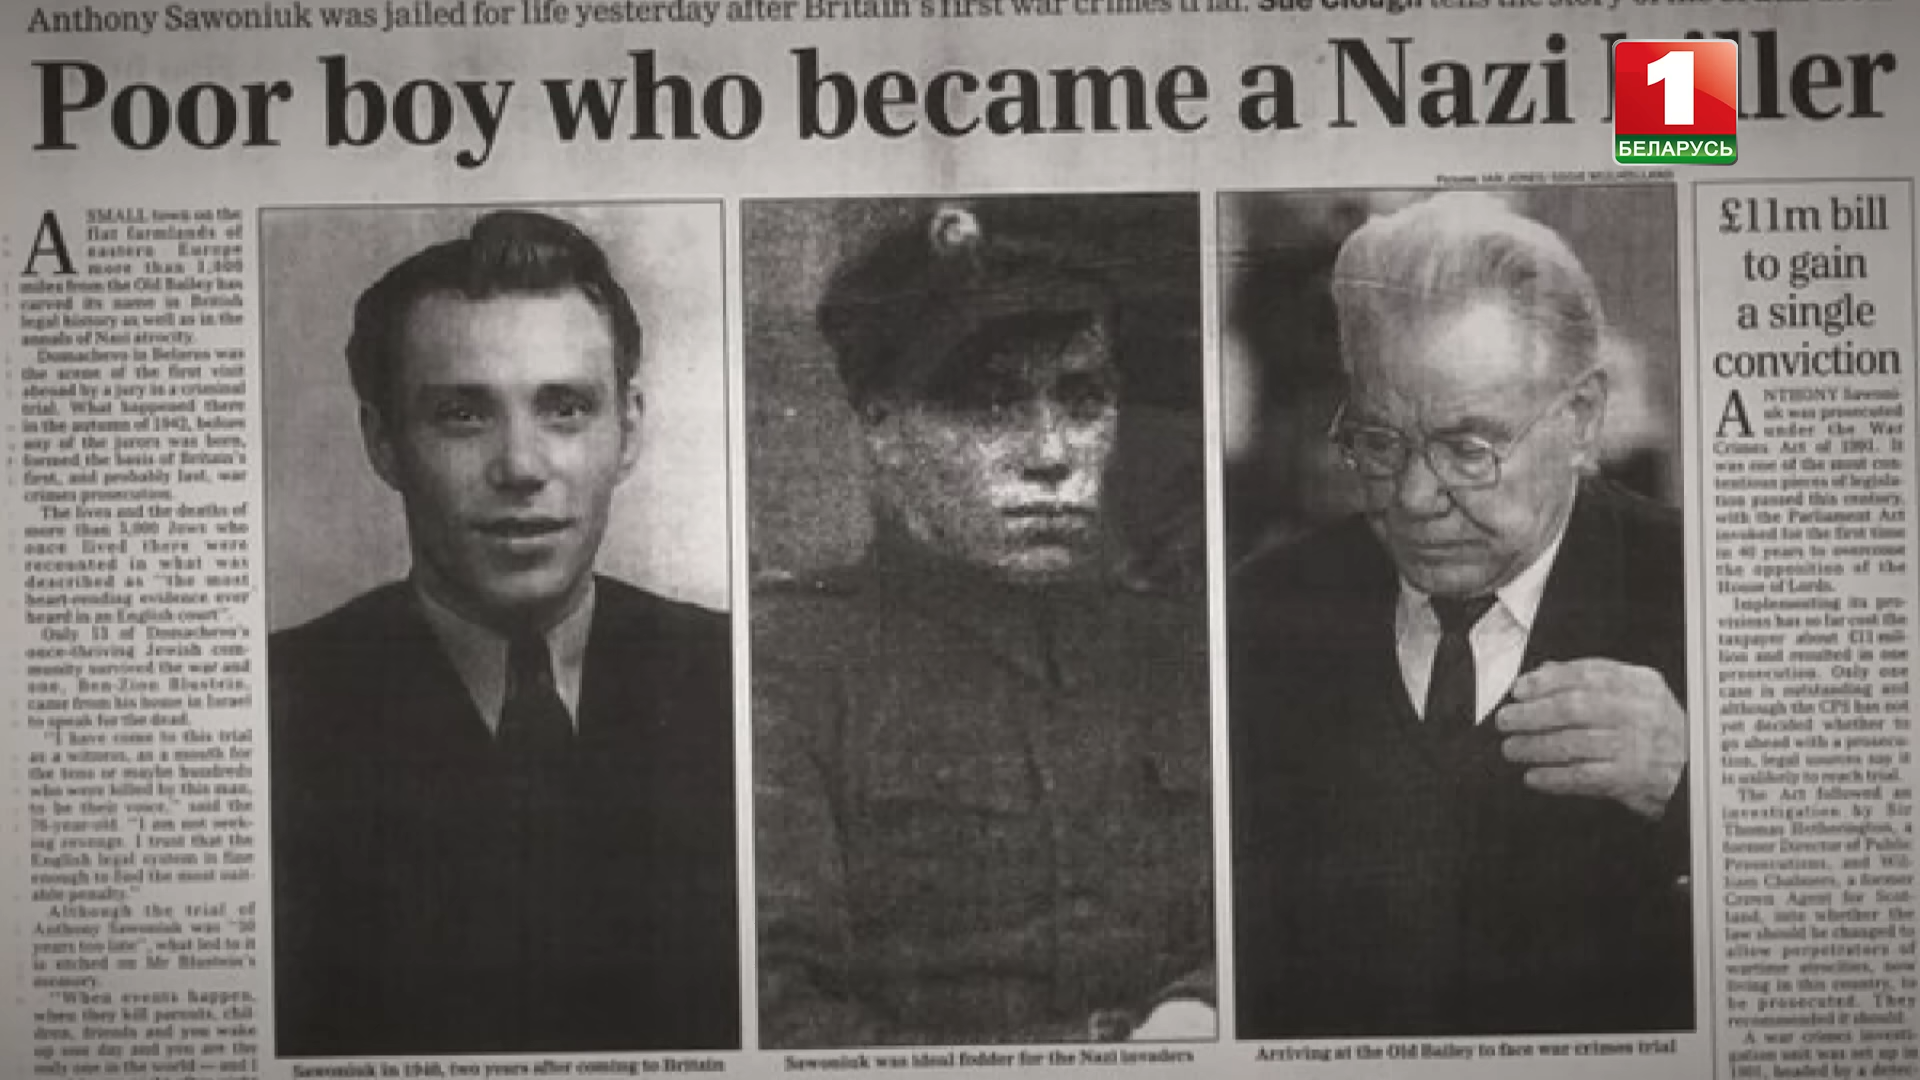 Anthony Sawoniuk was jailed for life yesterday after Britain's first war crimes trial. Sue Clough tells the story of the
Poor boy who became a Nazi killer
1
БЕЛАРУСЬ
A SMALL town on the
flat farmlands of
eastern Europe
more than 1,000
miles from the Old Bailey has
carved its name in British
legal history as well as in the
annals of Nazi atrocity.
Domachevo in Belarus was
the scene of the first visit
abroad by a jury in a criminal
trial. What happened there
in the autumn of 1942, before
any of the jurors was born,
formed the basis of Britain's
first, and probably last, war
crimes prosecution.
The lives and the deaths of
more than 3,000 Jews who
once lived there were
recounted in what was
described as "the most
heart-rending evidence ever
heard in an English court".
Only 13 of Domachevo's
once-thriving Jewish com-
munity survived the war and
one, Ben-Zion Blustein,
came from his home in Israel
to speak for the dead.
"I have come to this trial
as a witness, as a mouth for
the tens or maybe hundreds
who were killed by this man,
to be their voice," said the
76-year-old. "I am not seek-
ing revenge. I trust that the
English legal system is fine
enough to find the most suit-
able penalty."
Although the trial of
Anthony Sawoniuk was
years too late", what led to it
is etched on Mr Blustein's
memory.
"When events happen,
when they kill parents, chil-
dren, friends and you wake
up one day and you are the
only one in the world — and I
Sawoniuk in 1948, two years after coming to Britain
Sawoniuk was ideal fodder for the Nazi invaders
Arriving at the Old Bailey to face war crimes trial
£11m bill
to gain
a single
conviction
ANTHONY Sawoni-
uk was prosecuted
under the War
Crimes Act of 1991. It
was one of the most con-
tentious pieces of legisla-
tion passed this century,
with the Parliament Act
invoked for the first time
in 40 years to overcome
the opposition of the
House of Lords.
Implementing its pro-
visions has so far cost the
taxpayer about £11 mil-
lion and resulted in one
prosecution. Only one
case is outstanding and
although the CPS has not
yet decided whether to
go ahead with a prosecu-
tion, legal sources say it
is unlikely to reach trial.
The Act followed an
investigation by Sir
Thomas Hetherington, a
former Director of Public
Prosecutions, and Wil-
liam Chalmers, a former
Crown Agent for Scot-
land, into whether the
law should be changed to
allow perpetrators of
wartime atrocities, now
living in this country, to
be prosecuted. They
recommended it should.
A war crimes investi-
gation unit was set up in
1991, headed by a detec-